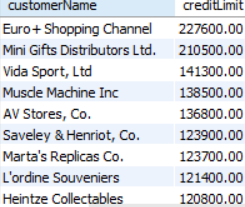 customerName creditLimit
Euro+ Shopping Channel 227600.00
Mini Gifts Distributors Ltd. 210500.00
Vida Sport, Ltd 141300.00
Muscle Machine Inc 138500.00
AV Stores, Co. 136800.00
Saveley & Henriot, Co. 123900.00
Marta's Replicas Co. 123700.00
L'ordine Souveniers 121400.00
Heintze Collectables 120800.00